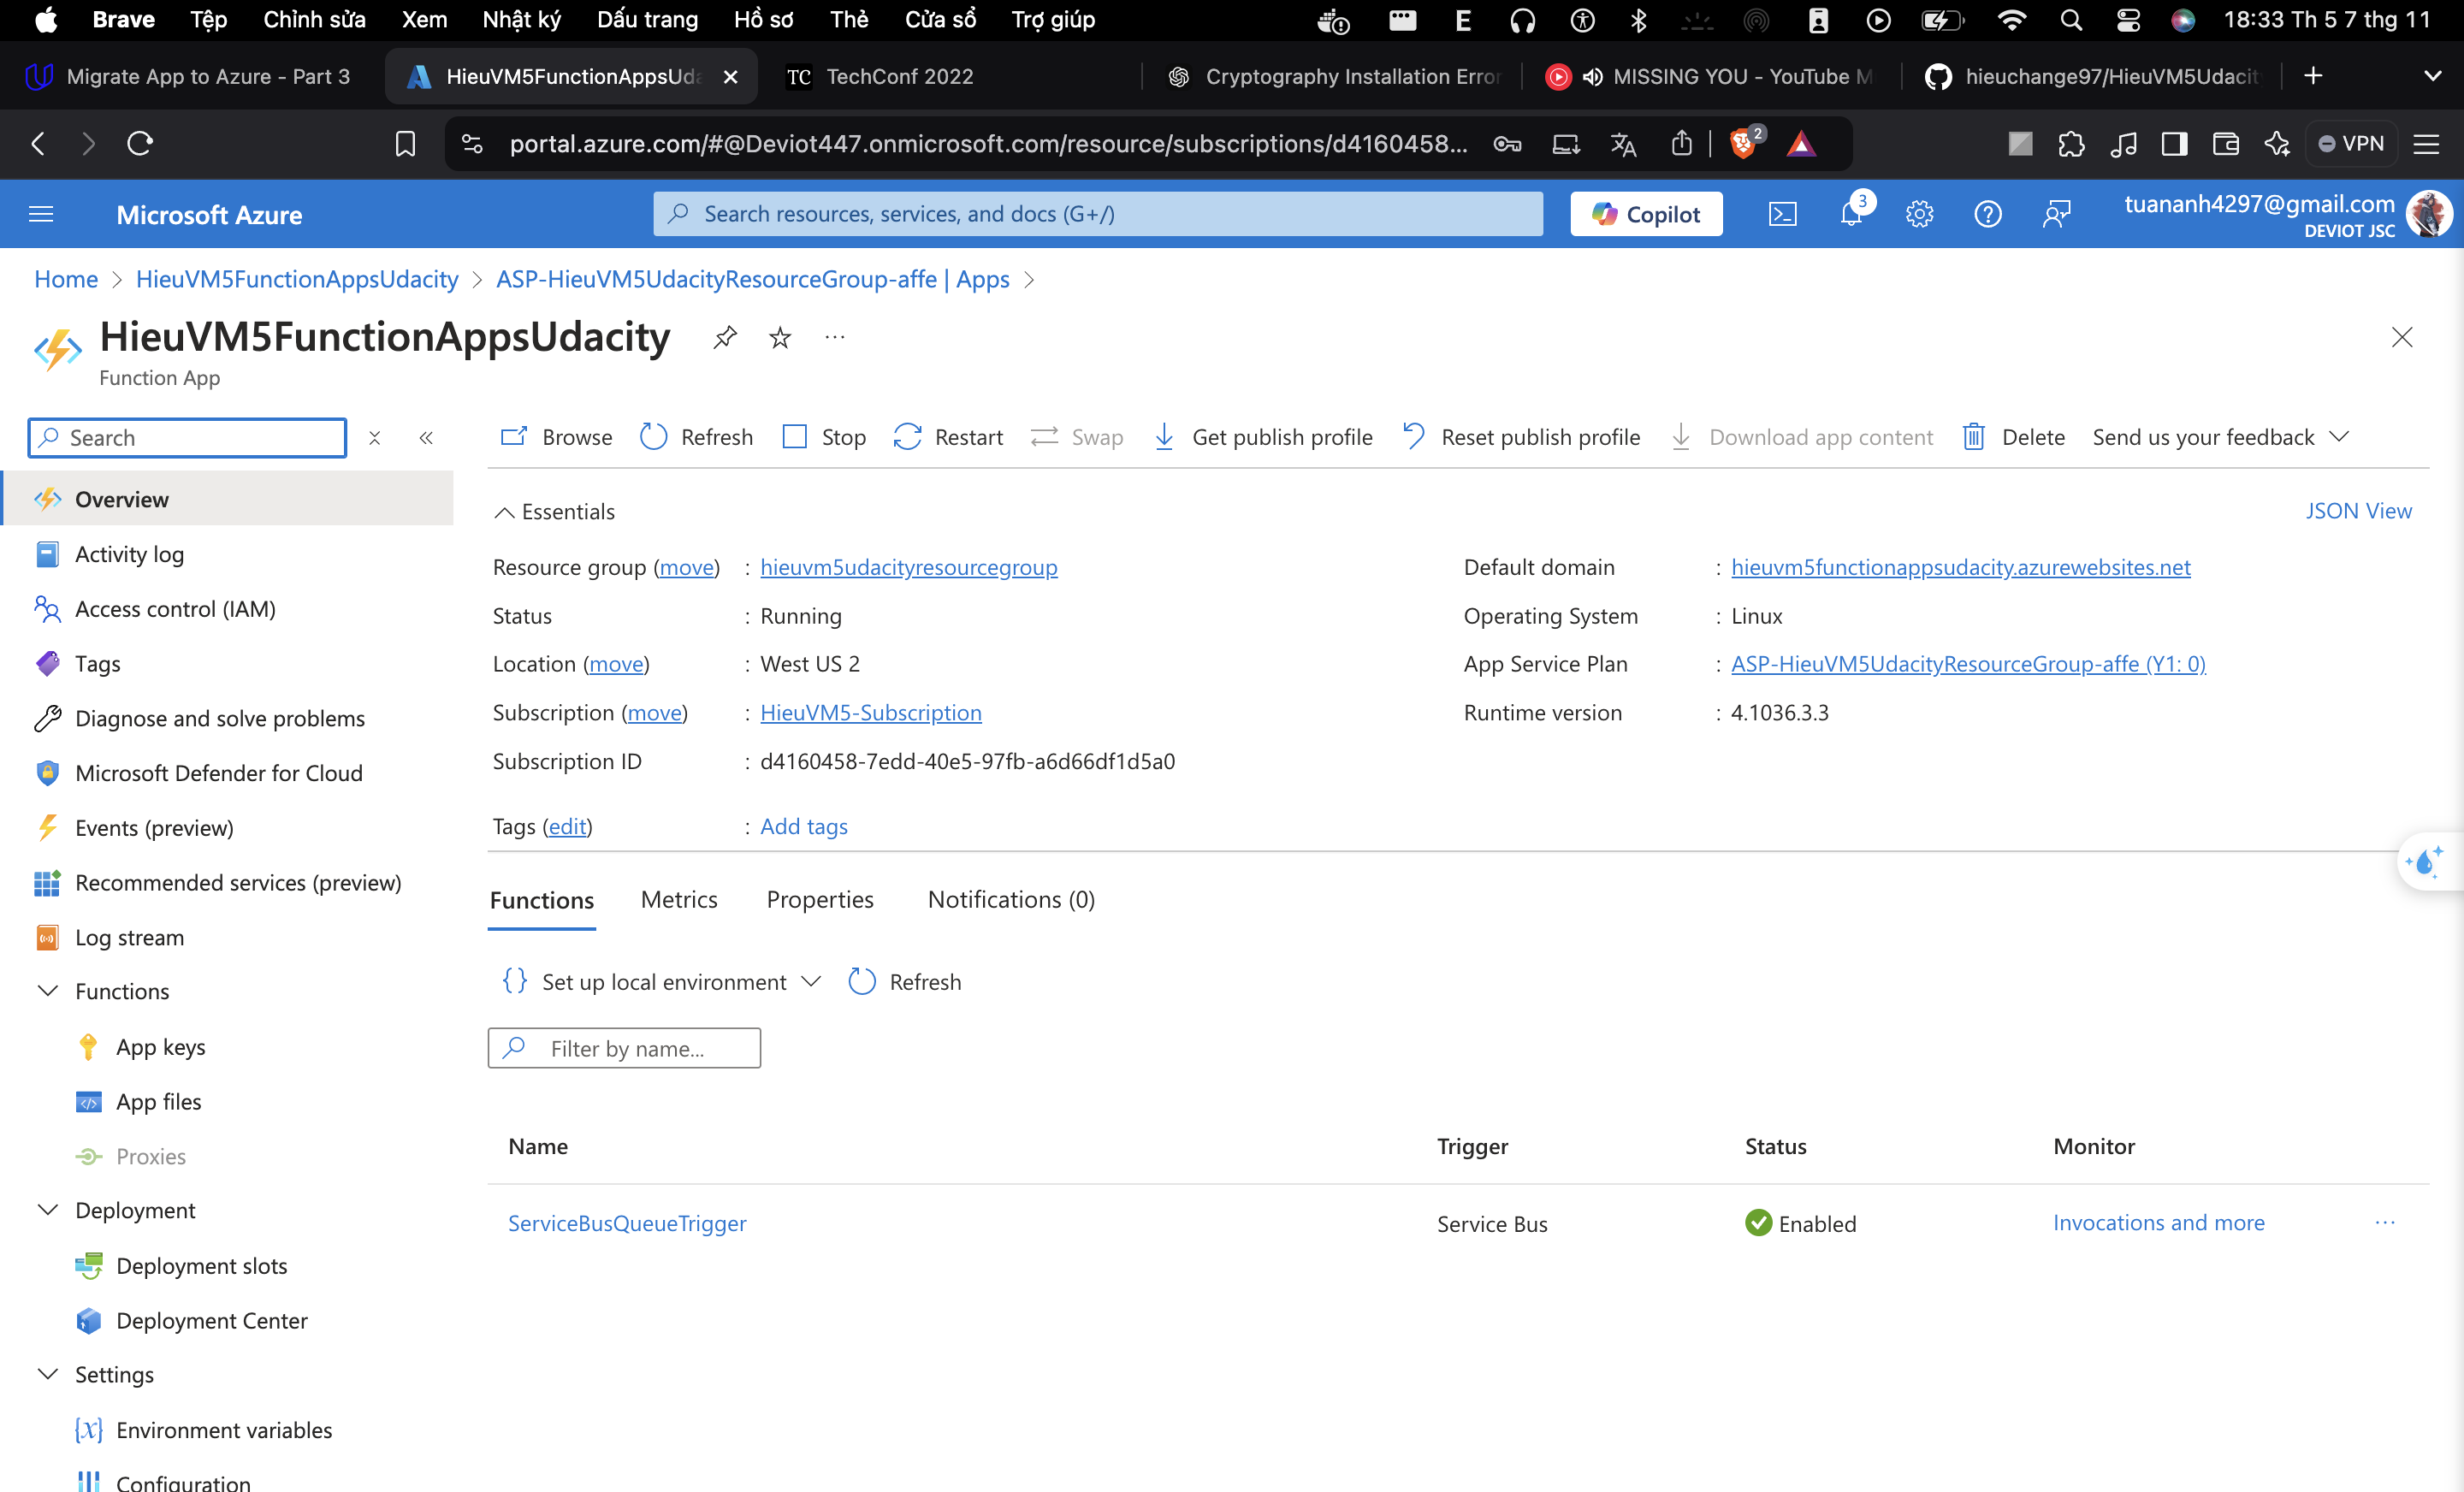 Brave Tệp Chỉnh sửa Xem Nhật ký Dấu trang Hồ sơ Thẻ Cửa sổ Trợ giúp E 18:33 Th 5 7 thg 11
Migrate App to Azure - Part 3 HieuVM5FunctionAppsUda TC TechConf 2022 Cryptography Installation Error MISSING YOU - YouTube M hieuchange97/HieuVM5Udacit
portal.azure.com/#@Deviot447.onmicrosoft.com/resource/subscriptions/d4160458... 2 VPN
Microsoft Azure Search resources, services, and docs (G+/) Copilot 3 tuananh4297@gmail.com
DEVIOT JSC
Home > HieuVM5FunctionAppsUdacity > ASP-HieuVM5UdacityResourceGroup-affe | Apps >
HieuVM5FunctionAppsUdacity ...
Function App
Search Browse Refresh Stop Restart Swap Get publish profile Reset publish profile Download app content Delete Send us your feedback
Overview
Activity log
Access control (IAM)
Tags
Diagnose and solve problems
Microsoft Defender for Cloud
Events (preview)
Recommended services (preview)
Log stream
Functions
App keys
App files
Proxies
Deployment
Deployment slots
Deployment Center
Settings
Environment variables
Configuration
Essentials JSON View
Resource group (move) : hieuvm5udacityresourcegroup
Status : Running
Location (move) : West US 2
Subscription (move) : HieuVM5-Subscription
Subscription ID : d4160458-7edd-40e5-97fb-a6d66df1d5a0
Tags (edit) : Add tags
Default domain : hieuvm5functionappsudacity.azurewebsites.net
Operating System : Linux
App Service Plan : ASP-HieuVM5UdacityResourceGroup-affe (Y1: 0)
Runtime version : 4.1036.3.3
Functions Metrics Properties Notifications (0)
Set up local environment Refresh
Filter by name...
Name Trigger Status Monitor
ServiceBusQueueTrigger Service Bus Enabled Invocations and more ...